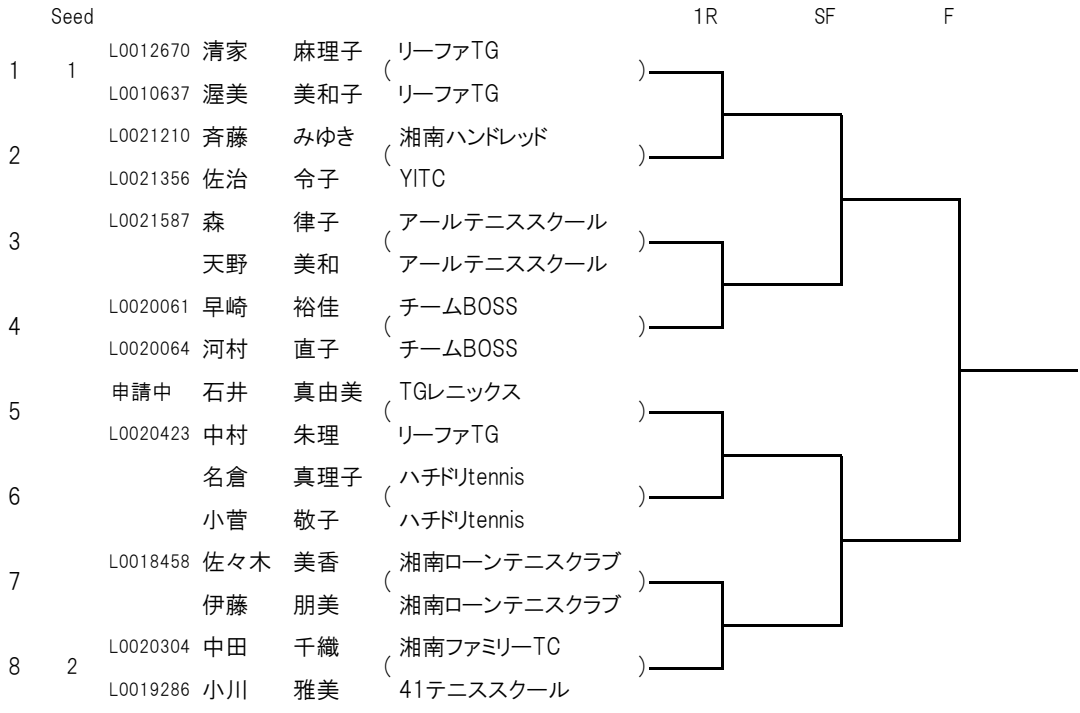 Seed 1R SF F
L0012670 清家 麻理子 リーファTG
1 1 ( )
L0010637 渥美 美和子 リーファTG
L0021210 斉藤 みゆき 湘南ハンドレッド
2 ( )
L0021356 佐治 令子 YITC
L0021587 森 律子 アールテニススクール
3 ( )
天野 美和 アールテニススクール
L0020061 早崎 裕佳 チームBOSS
4 ( )
L0020064 河村 直子 チームBOSS
申請中 石井 真由美 TGレニックス
5 ( )
L0020423 中村 朱理 リーファTG
名倉 真理子 ハチドリtennis
6 ( )
小菅 敬子 ハチドリtennis
L0018458 佐々木 美香 湘南ローンテニスクラブ
7 ( )
伊藤 朋美 湘南ローンテニスクラブ
L0020304 中田 千織 湘南ファミリーTC
8 2 ( )
L0019286 小川 雅美 41テニススクール